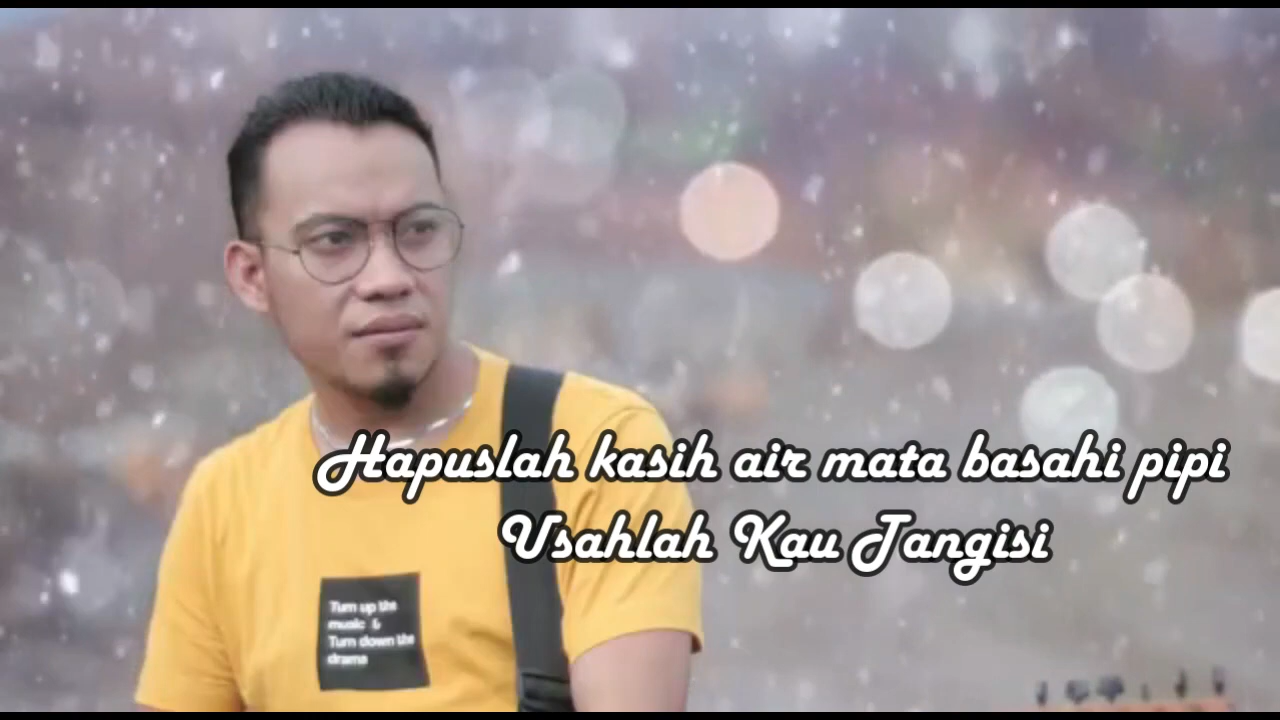 Hapuslah kasih air mata basahi pipi
Usahlah Kau Tangisi
Turn up the
music &
Turn down the
drama